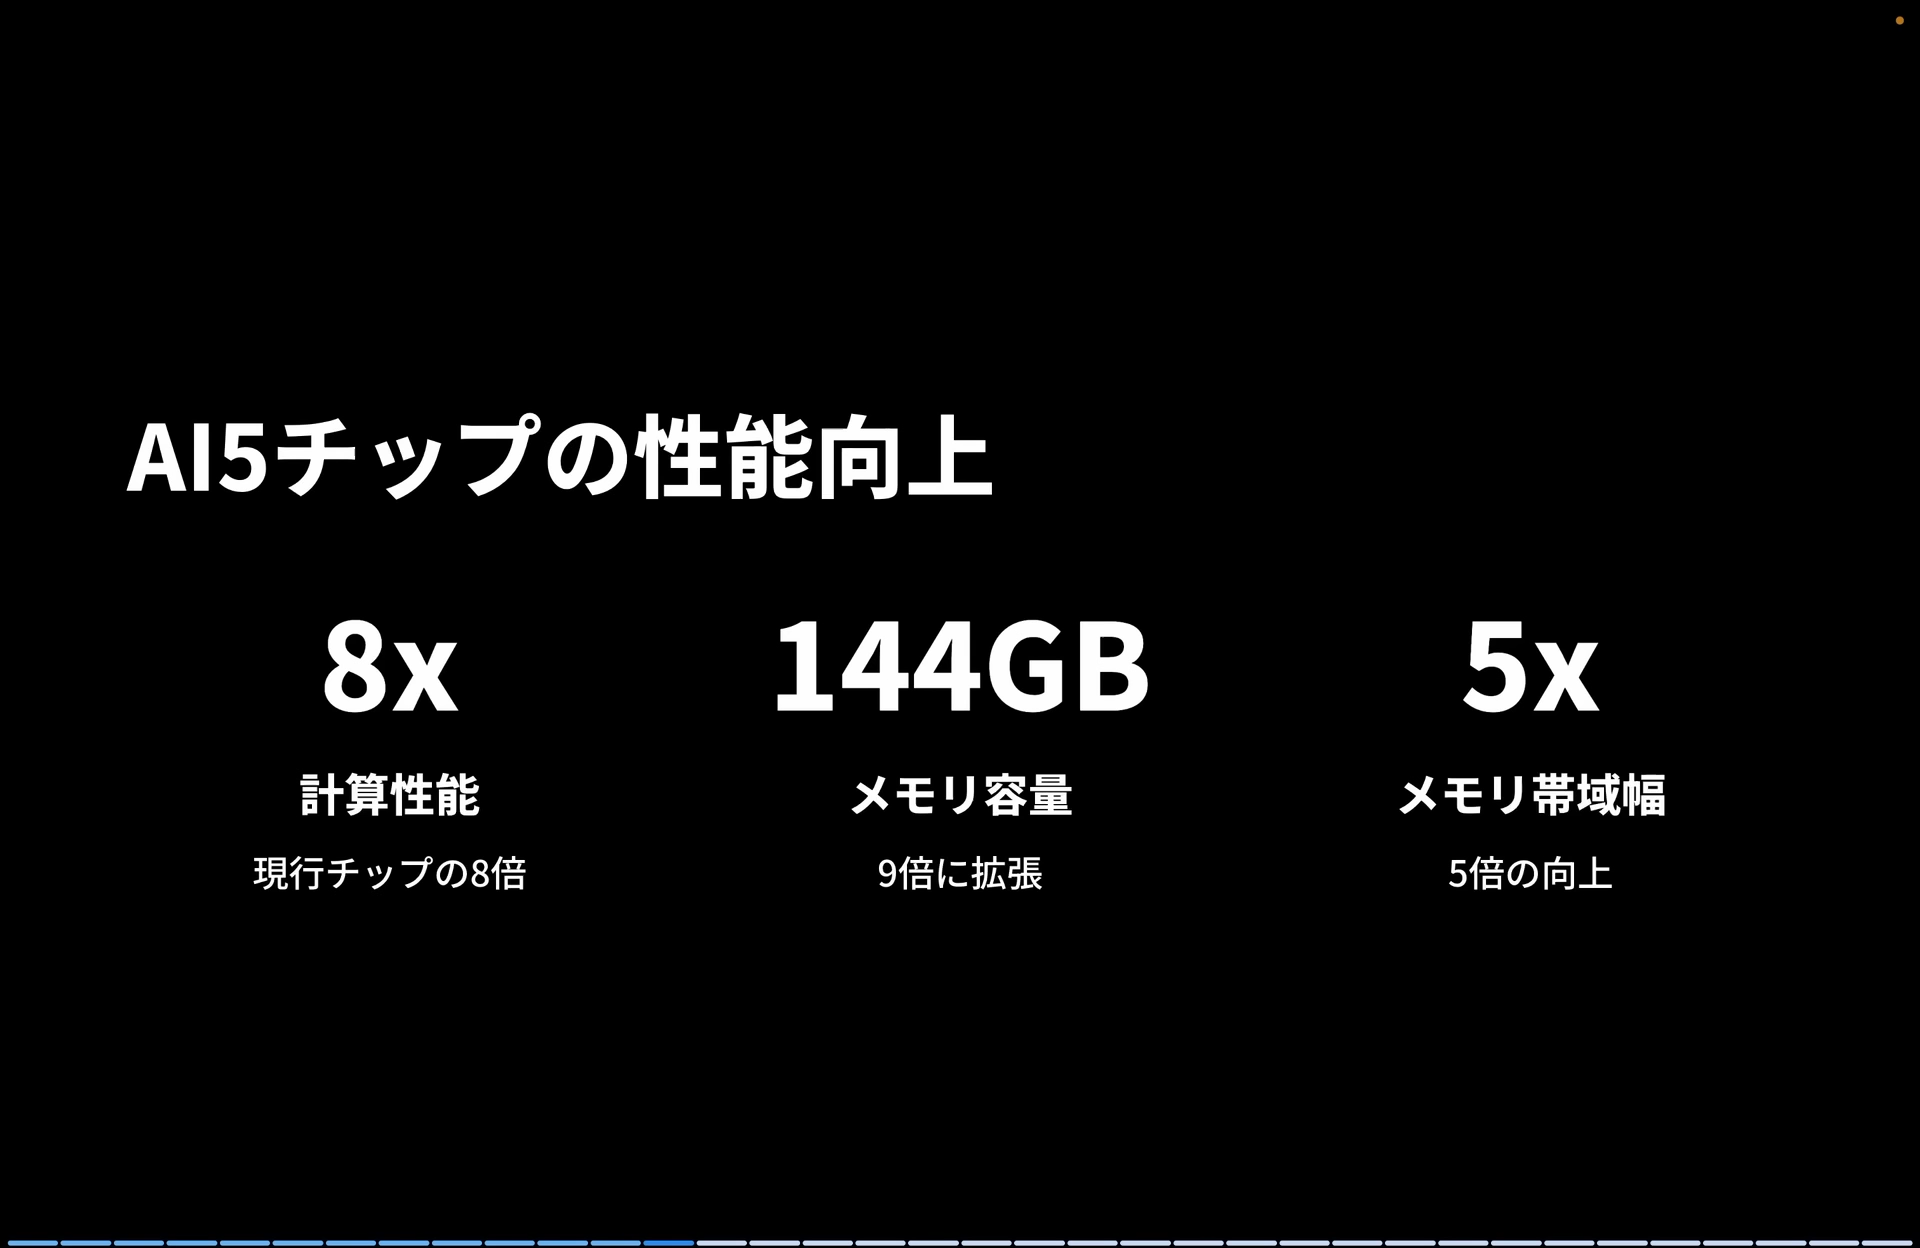 AI5チップの性能向上
8x
144GB
5x
計算性能
メモリ容量
メモリ帯域幅
現行チップの8倍
9倍に拡張
5倍の向上